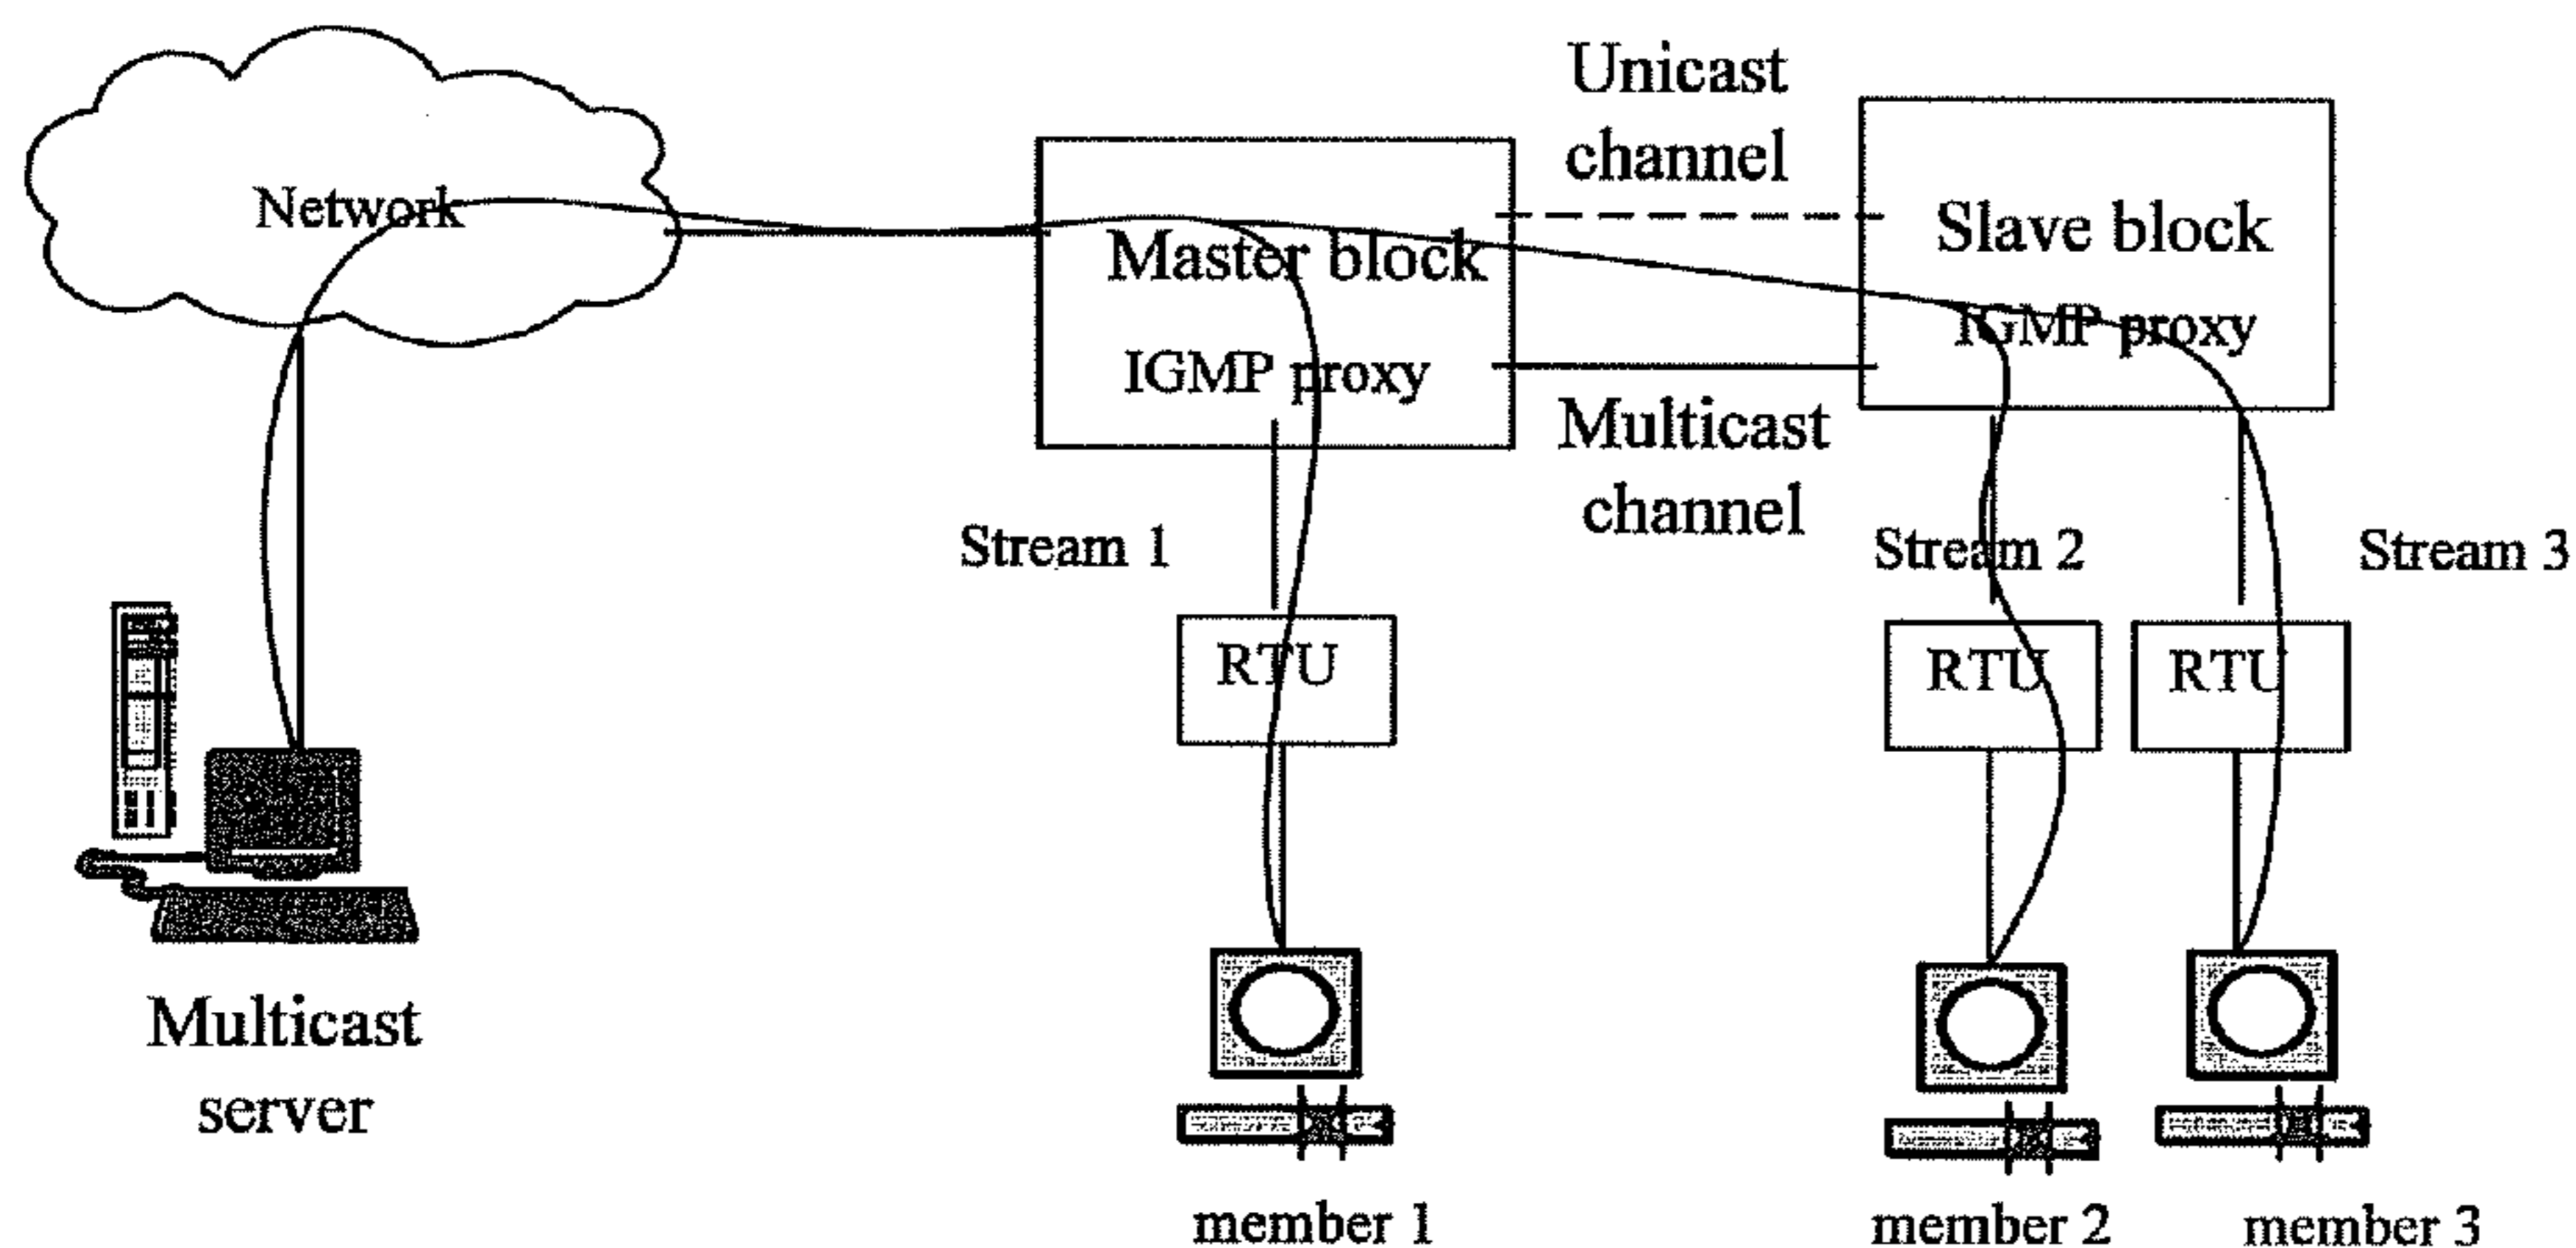 Unicast
channel
Network
Master block
IGMP proxy
Slave block
IGMP proxy
Multicast
channel
Stream 1
Stream 2
Stream 3
RTU
RTU
RTU
Multicast
server
member 1
member 2
member 3